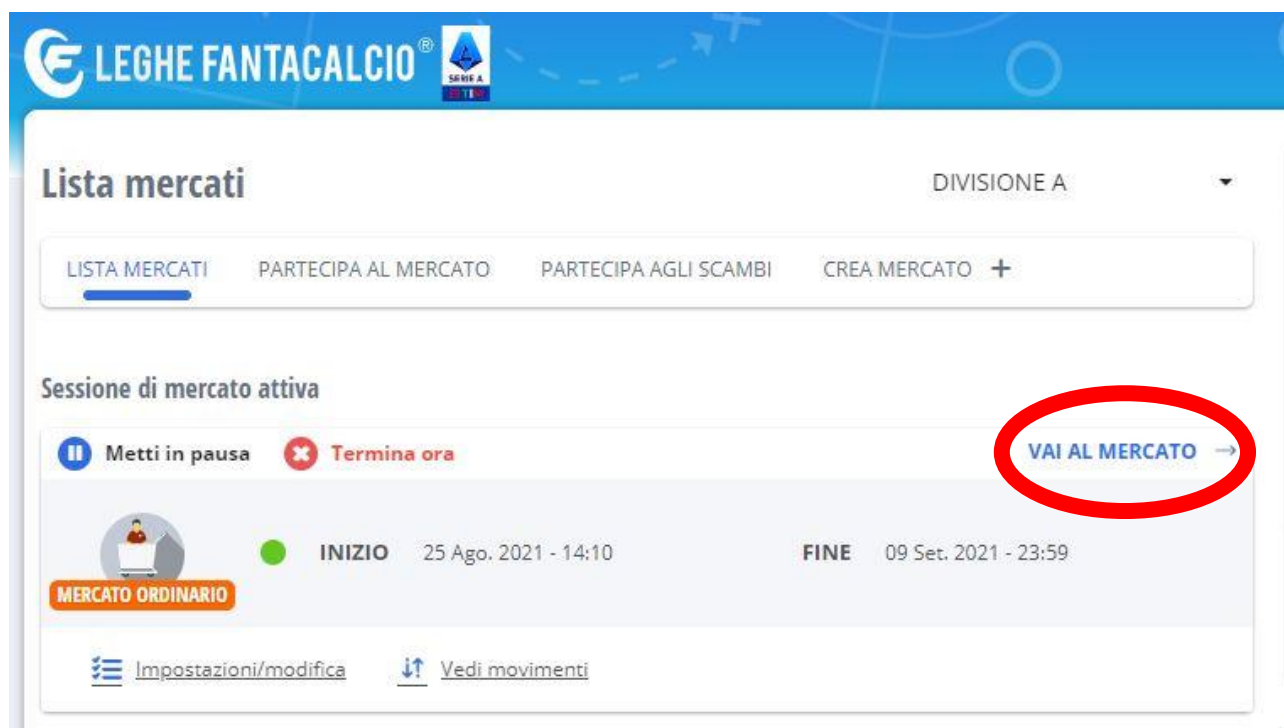 LEGHE FANTACALCIO®
SERIE A
TIM
Lista mercati
DIVISIONE A
LISTA MERCATI PARTECIPA AL MERCATO PARTECIPA AGLI SCAMBI CREA MERCATO +
Sessione di mercato attiva
Metti in pausa Termina ora VAI AL MERCATO →
INIZIO 25 Ago. 2021 - 14:10 FINE 09 Set. 2021 - 23:59
MERCATO ORDINARIO
Impostazioni/modifica Vedi movimenti